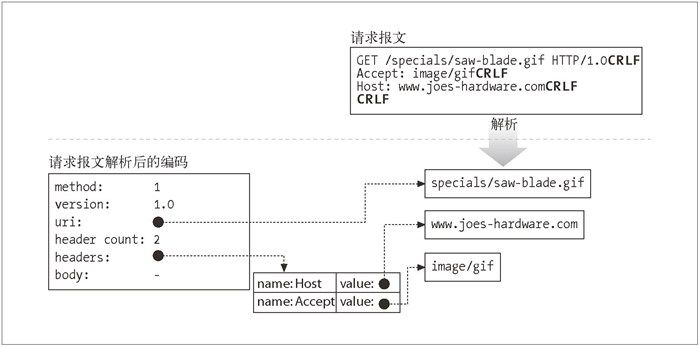 请求报文
GET /specials/saw-blade.gif HTTP/1.0CRLF
Accept: image/gifCRLF
Host: www.joes-hardware.comCRLF
CRLF
解析
请求报文解析后的编码
method: 1
version: 1.0
uri:
header count: 2
headers:
body: -
specials/saw-blade.gif
www.joes-hardware.com
image/gif
name: Host value:
name: Accept value: